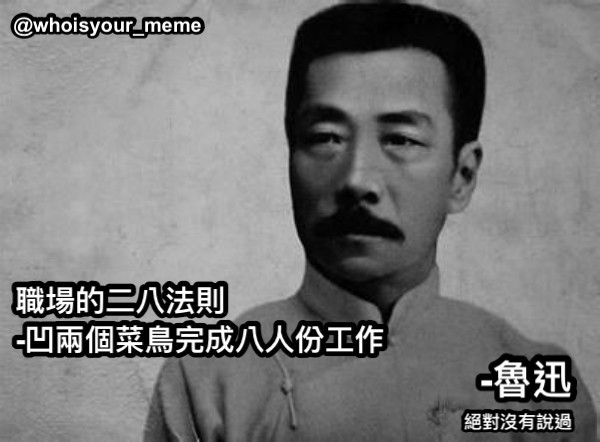 @whoisyour_meme
職場的二八法則
-凹兩個菜鳥完成八人份工作
-魯迅
絕對沒有說過